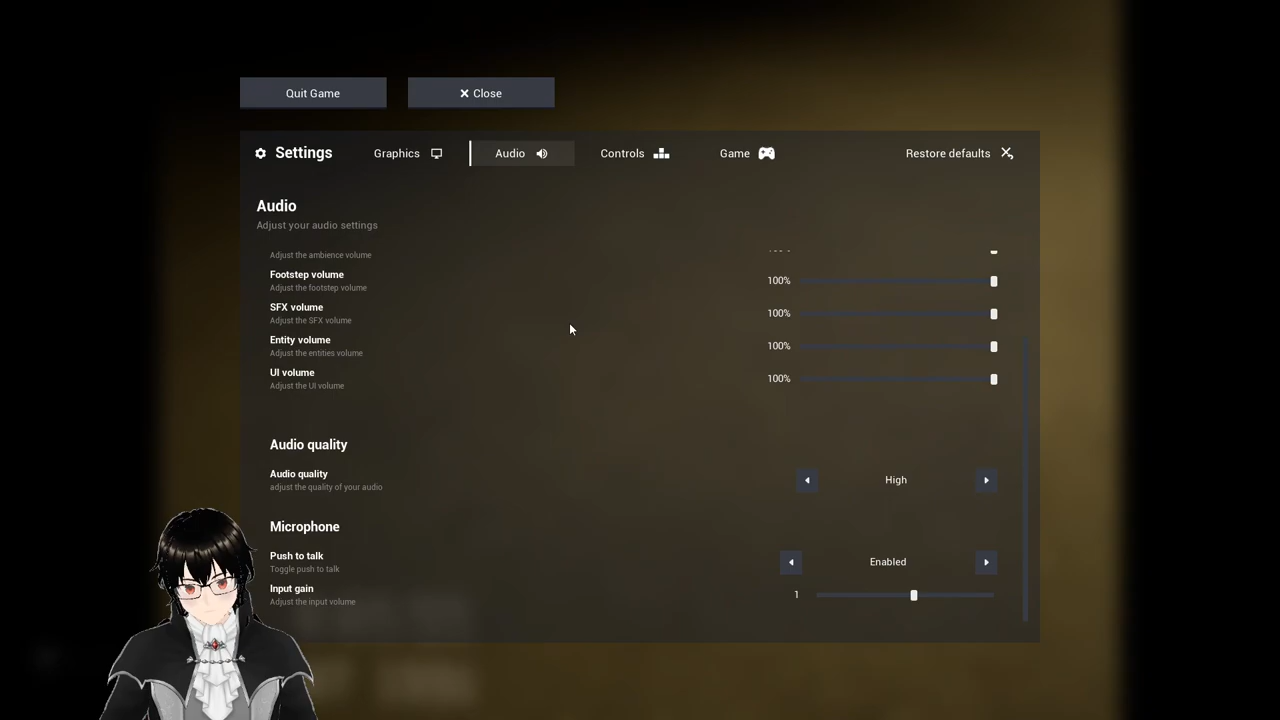 Quit Game
Close
Settings
Graphics
Audio
Controls
Game
Restore defaults
Audio
Adjust your audio settings
Adjust the ambience volume
Footstep volume
100%
Adjust the footstep volume
SFX volume
100%
Adjust the SFX volume
Entity volume
100%
Adjust the entities volume
UI volume
100%
Adjust the UI volume
Audio quality
Audio quality
High
adjust the quality of your audio
Microphone
Push to talk
Enabled
Toggle push to talk
Input gain
1
Adjust the input volume